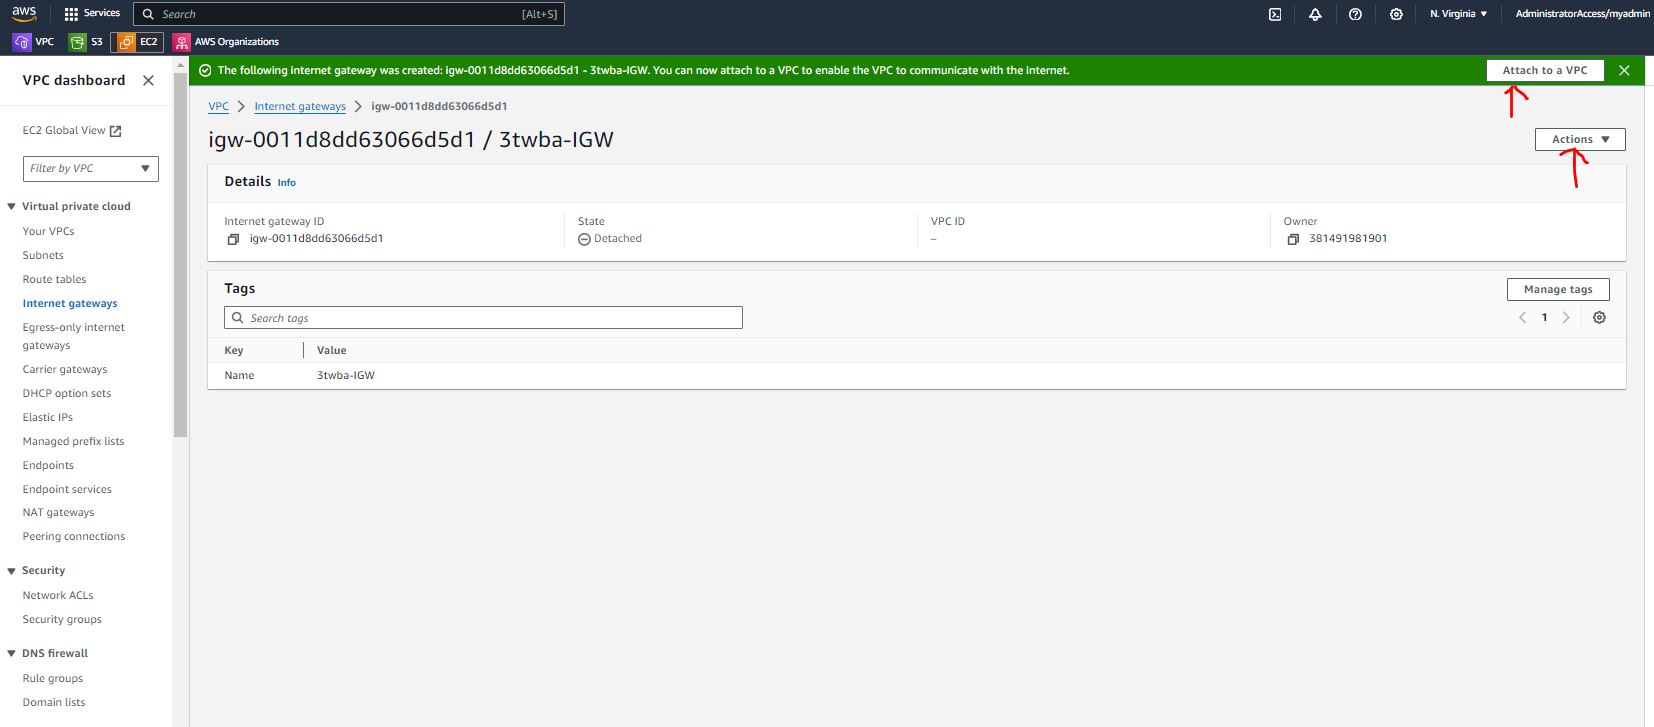 aws Services Search [Alt+S] N. Virginia AdministratorAccess/myadmin
VPC S3 EC2 AWS Organizations
VPC dashboard
The following internet gateway was created: igw-0011d8dd63066d5d1 - 3twba-IGW. You can now attach to a VPC to enable the VPC to communicate with the internet. Attach to a VPC
EC2 Global View
Filter by VPC
Virtual private cloud
Your VPCs
Subnets
Route tables
Internet gateways
Egress-only internet
gateways
Carrier gateways
DHCP option sets
Elastic IPs
Managed prefix lists
Endpoints
Endpoint services
NAT gateways
Peering connections
Security
Network ACLs
Security groups
DNS firewall
Rule groups
Domain lists
VPC Internet gateways igw-0011d8dd63066d5d1
igw-0011d8dd63066d5d1 / 3twba-IGW
Actions
Details Info
Internet gateway ID
igw-0011d8dd63066d5d1
State
Detached
VPC ID
–
Owner
381491981901
Tags
Manage tags
Search tags
1
Key Value
Name 3twba-IGW